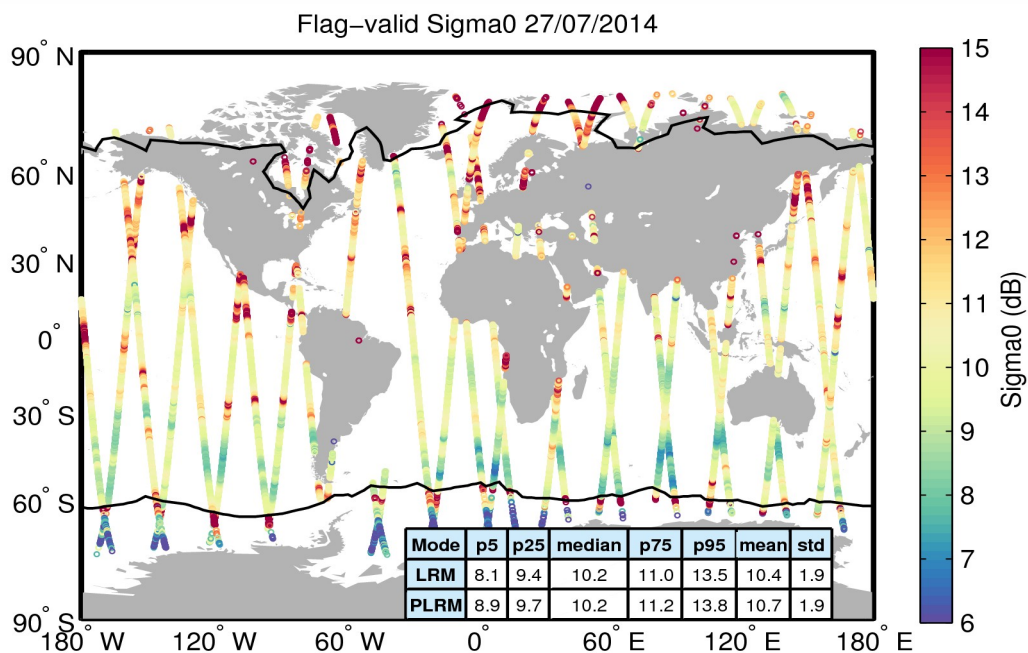 Flag−valid Sigma0 27/07/2014
90° N
60° N
30° N
0°
30° S
60° S
90° S
180° W
120° W
60° W
0°
60° E
120° E
180° E
15
14
13
12
11
10
9
8
7
6
Sigma0 (dB)
Mode p5 p25 median p75 p95 mean std
LRM 8.1 9.4 10.2 11.0 13.5 10.4 1.9
PLRM 8.9 9.7 10.2 11.2 13.8 10.7 1.9